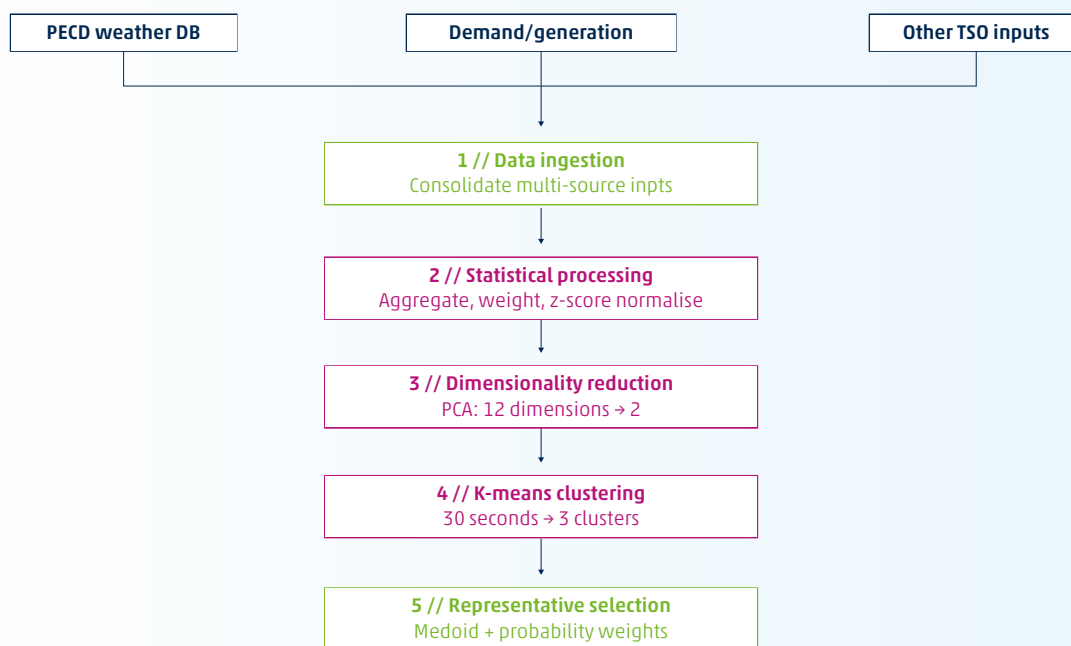 PECD weather DB
Demand/generation
Other TSO inputs
1 // Data ingestion
Consolidate multi-source inpts
2 // Statistical processing
Aggregate, weight, z-score normalise
3 // Dimensionality reduction
PCA: 12 dimensions → 2
4 // K-means clustering
30 seconds → 3 clusters
5 // Representative selection
Medoid + probability weights